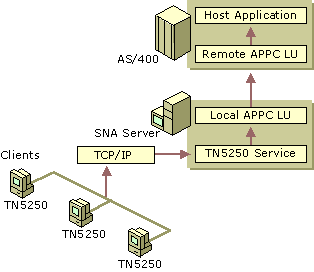 Host Application
Remote APPC LU
AS/400
Local APPC LU
SNA Server
TN5250 Service
TCP/IP
Clients
TN5250
TN5250
TN5250